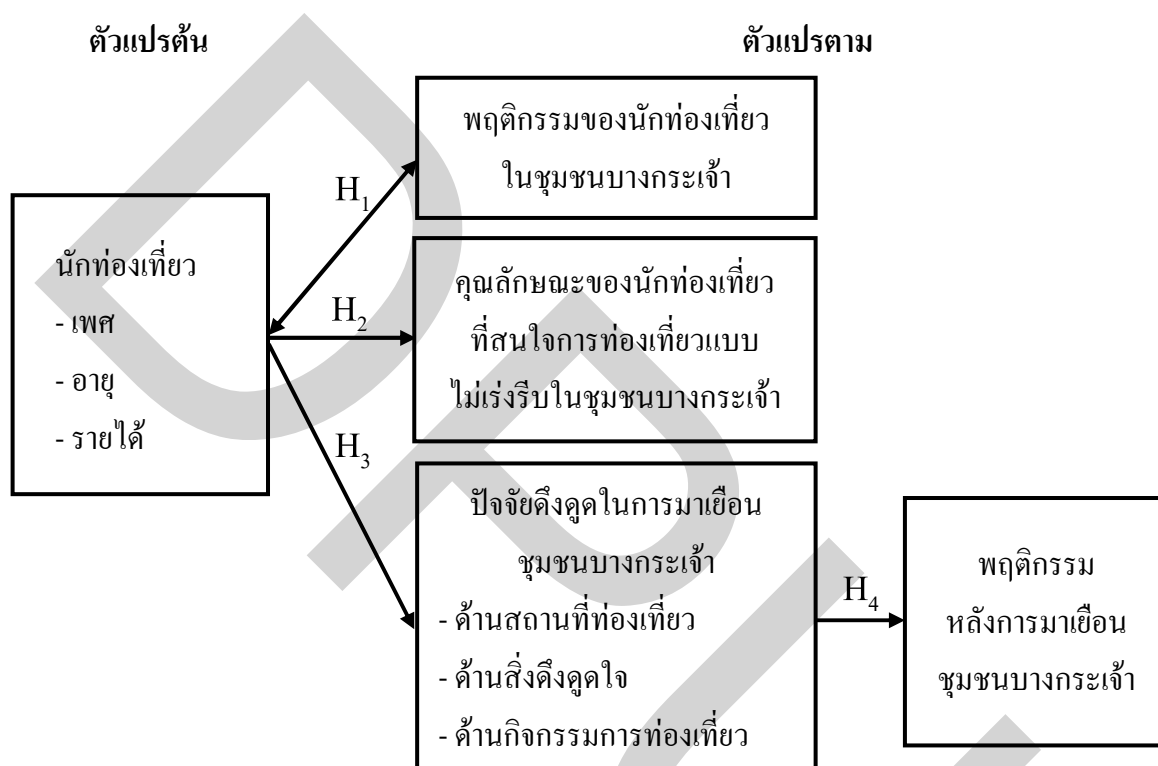 ตัวแปรต้น
ตัวแปรตาม
นักท่องเที่ยว
- เพศ
- อายุ
- รายได้
H1
H2
H3
พฤติกรรมของนักท่องเที่ยว
ในชุมชนบางกระเจ้า
คุณลักษณะของนักท่องเที่ยว
ที่สนใจการท่องเที่ยวแบบ
ไม่เร่งรีบในชุมชนบางกระเจ้า
ปัจจัยดึงดูดในการมาเยือน
ชุมชนบางกระเจ้า
- ด้านสถานที่ท่องเที่ยว
- ด้านสิ่งดึงดูดใจ
- ด้านกิจกรรมการท่องเที่ยว
H4
พฤติกรรม
หลังการมาเยือน
ชุมชนบางกระเจ้า